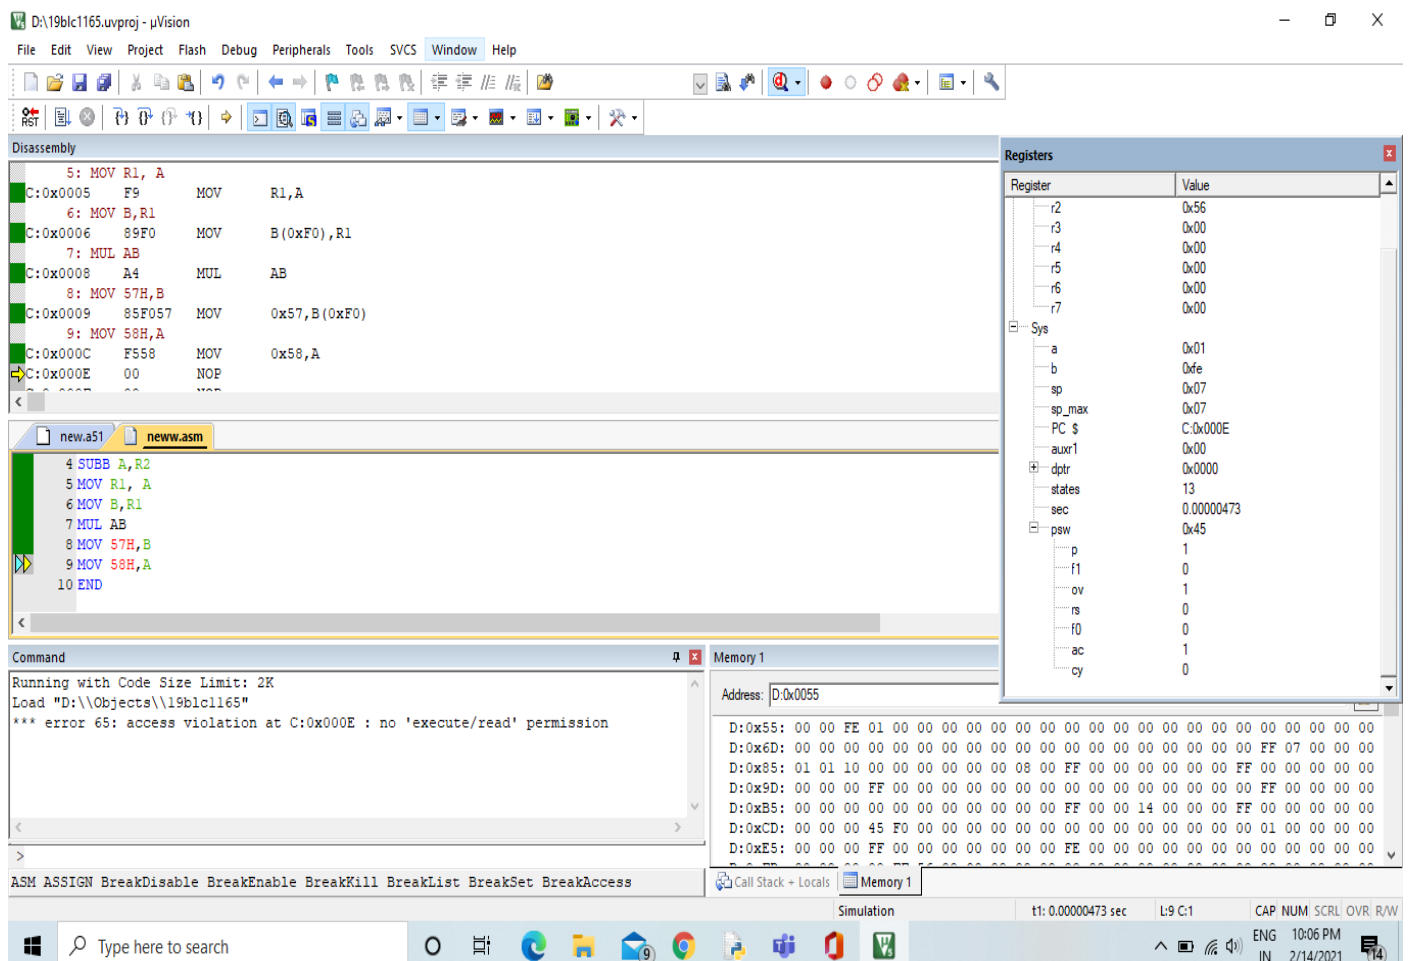 D:\19blc1165.uvproj - µVision
File Edit View Project Flash Debug Peripherals Tools SVCS Window Help
RST
Disassembly
5: MOV R1, A
C:0x0005 F9 MOV R1,A
6: MOV B,R1
C:0x0006 89F0 MOV B(0xF0),R1
7: MUL AB
C:0x0008 A4 MUL AB
8: MOV 57H,B
C:0x0009 85F057 MOV 0x57,B(0xF0)
9: MOV 58H,A
C:0x000C F558 MOV 0x58,A
C:0x000E 00 NOP
new.a51 neww.asm
4 SUBB A,R2
5 MOV R1, A
6 MOV B,R1
7 MUL AB
8 MOV 57H,B
9 MOV 58H,A
10 END
Registers
Register Value
r2 0x56
r3 0x00
r4 0x00
r5 0x00
r6 0x00
r7 0x00
Sys
a 0x01
b 0xfe
sp 0x07
sp_max 0x07
PC $ C:0x000E
auxr1 0x00
dptr 0x0000
states 13
sec 0.00000473
psw 0x45
p 1
f1 0
ov 1
rs 0
f0 0
ac 1
cy 0
Command
Running with Code Size Limit: 2K
Load "D:\\Objects\\19blc1165"
*** error 65: access violation at C:0x000E : no 'execute/read' permission
>
ASM ASSIGN BreakDisable BreakEnable BreakKill BreakList BreakSet BreakAccess
Memory 1
Address: D:0x0055
D:0x55: 00 00 FE 01 00 00 00 00 00 00 00 00 00 00 00 00 00 00 00 00 00 00 00 00
D:0x6D: 00 00 00 00 00 00 00 00 00 00 00 00 00 00 00 00 00 00 00 FF 07 00 00 00
D:0x85: 01 01 10 00 00 00 00 00 00 08 00 FF 00 00 00 00 00 00 FF 00 00 00 00 00
D:0x9D: 00 00 00 FF 00 00 00 00 00 00 00 00 00 00 00 00 00 00 00 FF 00 00 00 00
D:0xB5: 00 00 00 00 00 00 00 00 00 00 00 FF 00 00 14 00 00 00 FF 00 00 00 00 00
D:0xCD: 00 00 00 45 F0 00 00 00 00 00 00 00 00 00 00 00 00 00 00 01 00 00 00 00
D:0xE5: 00 00 00 FF 00 00 00 00 00 00 00 FE 00 00 00 00 00 00 00 00 00 00 00 00
Call Stack + Locals Memory 1
Simulation t1: 0.00000473 sec L:9 C:1 CAP NUM SCRL OVR R/W
Type here to search
9
ENG
IN
10:06 PM
2/14/2021
14